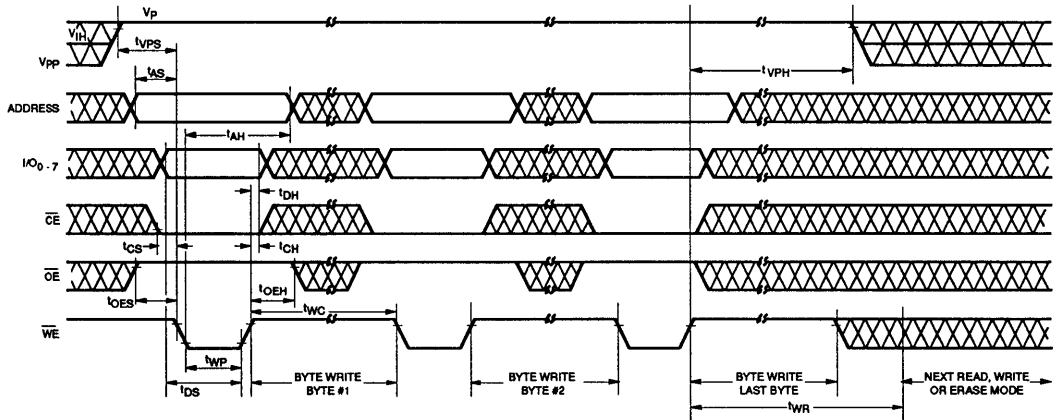 VP
VIH
tVPS
VPP
tVPH
tAS
ADDRESS
tAH
I/O0 - 7
tDH
CE
tCS
tCH
OE
tOES
tOEH
tWC
WE
tWP
tDS
BYTE WRITE
BYTE #1
BYTE WRITE
BYTE #2
BYTE WRITE
LAST BYTE
NEXT READ, WRITE
OR ERASE MODE
tWR